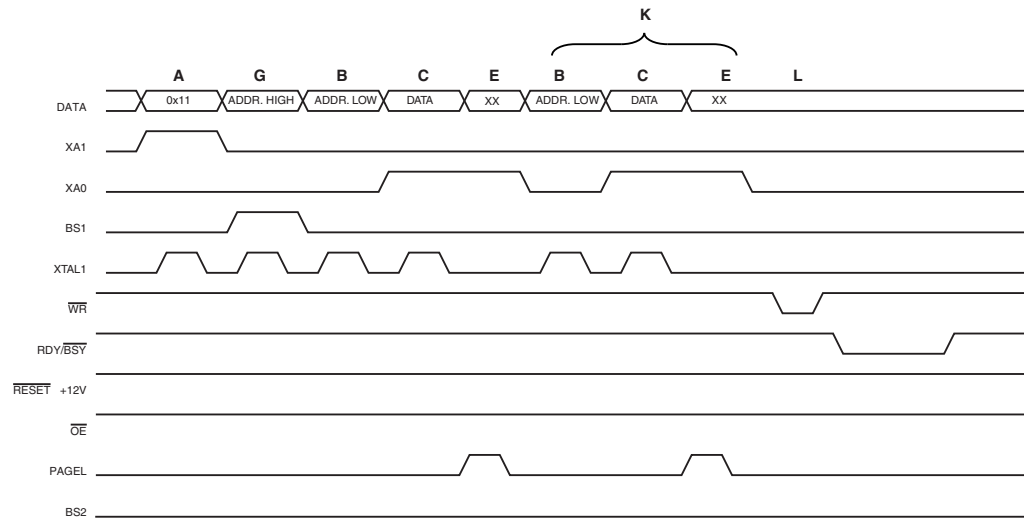 K
A G B C E B C E L
DATA 0x11 ADDR. HIGH ADDR. LOW DATA XX ADDR. LOW DATA XX
XA1
XA0
BS1
XTAL1
WR
RDY/BSY
RESET +12V
OE
PAGEL
BS2